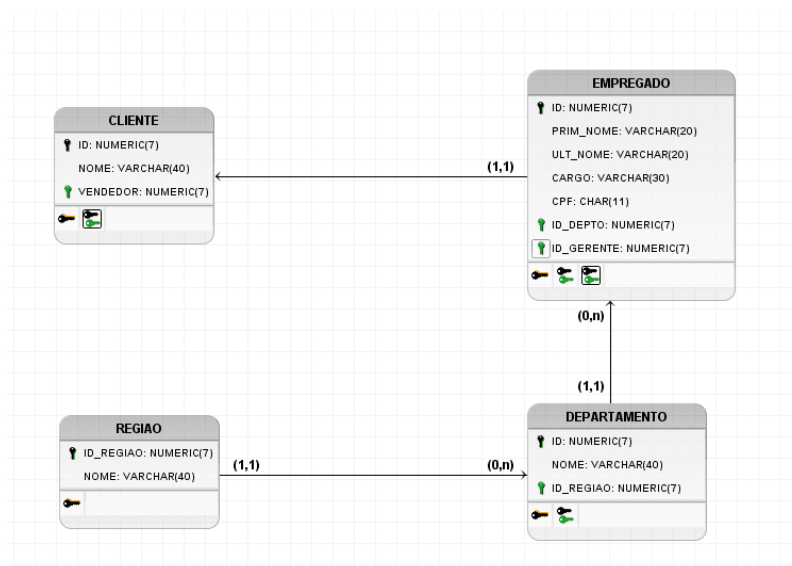 CLIENTE
ID: NUMERIC(7)
NOME: VARCHAR(40)
VENDEDOR: NUMERIC(7)
(1,1)
EMPREGADO
ID: NUMERIC(7)
PRIM_NOME: VARCHAR(20)
ULT_NOME: VARCHAR(20)
CARGO: VARCHAR(30)
CPF: CHAR(11)
ID_DEPTO: NUMERIC(7)
ID_GERENTE: NUMERIC(7)
(0,n)
(1,1)
REGIAO
ID_REGIAO: NUMERIC(7)
NOME: VARCHAR(40)
(1,1)
(0,n)
DEPARTAMENTO
ID: NUMERIC(7)
NOME: VARCHAR(40)
ID_REGIAO: NUMERIC(7)